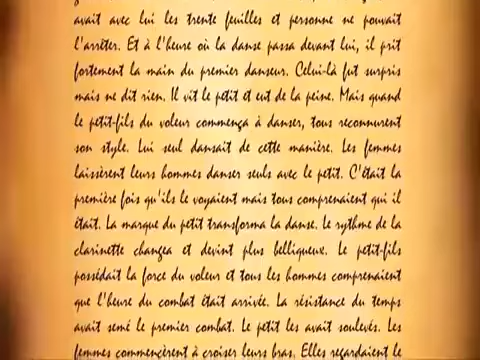 avait avec lui les trente feuilles et personne ne pouvait
l'arrêter. Et à l'heure où la danse passa devant lui, il prit
fortement la main du premier danseur. Celui-là fut surpris
mais ne dit rien. Il vit le petit et eut de la peine. Mais quand
le petit-fils du voleur commença à danser, tous reconnurent
son style. Lui seul dansait de cette manière. Les femmes
laissèrent leurs hommes danser seuls avec le petit. C'était la
première fois qu'ils le voyaient mais tous comprenaient qui il
était. La marque du petit transforma la danse. Le rythme de la
clarinette changea et devint plus belliqueux. Le petit-fils
possédait la force du voleur et tous les hommes comprenaient
que l'heure du combat était arrivée. La résistance du temps
avait semé le premier combat. Le petit les avait soulevés. Les
femmes commencèrent à croiser leurs bras. Elles regardaient le